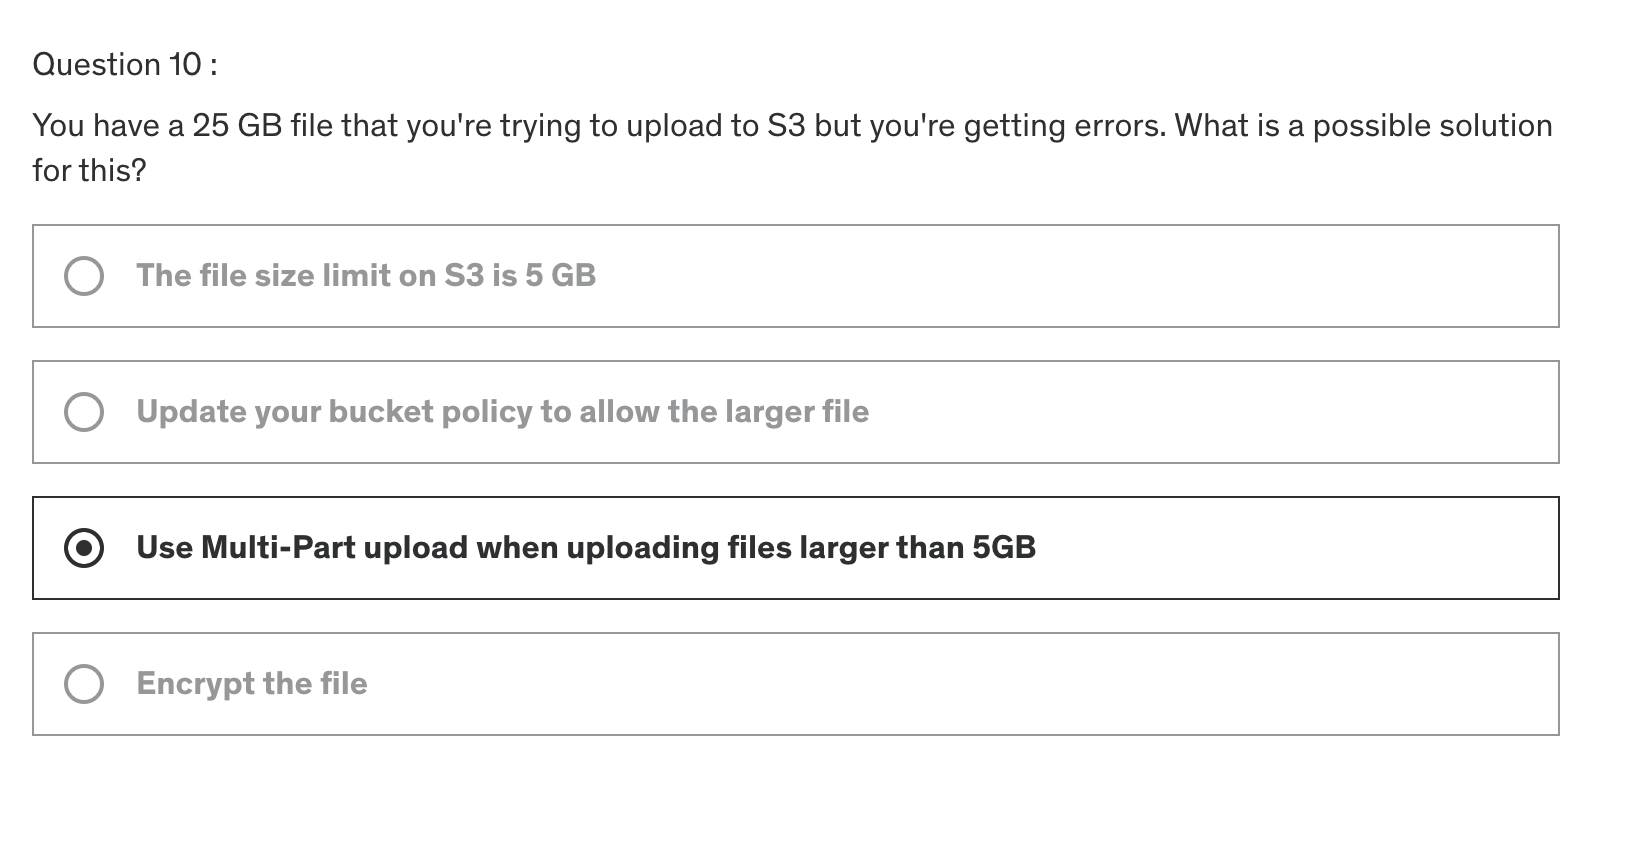 Question 10 :
You have a 25 GB file that you're trying to upload to S3 but you're getting errors. What is a possible solution
for this?
The file size limit on S3 is 5 GB
Update your bucket policy to allow the larger file
Use Multi-Part upload when uploading files larger than 5GB
Encrypt the file